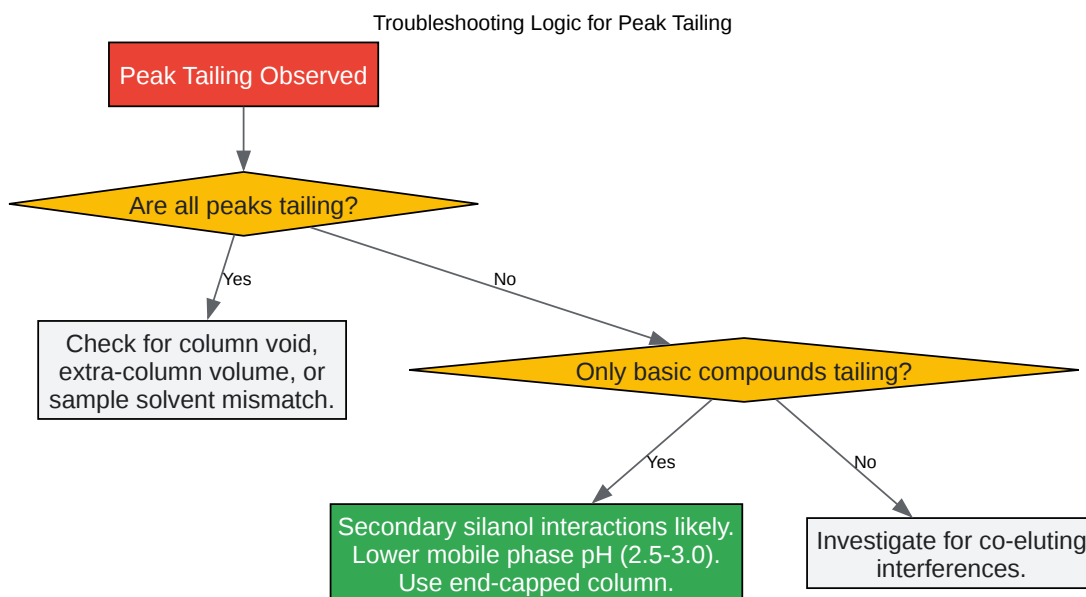 Troubleshooting Logic for Peak Tailing
Peak Tailing Observed
Are all peaks tailing?
Yes
No
Check for column void,
extra-column volume, or
sample solvent mismatch.
Only basic compounds tailing?
Yes
No
Secondary silanol interactions likely.
Lower mobile phase pH (2.5-3.0).
Use end-capped column.
Investigate for co-eluting
interferences.